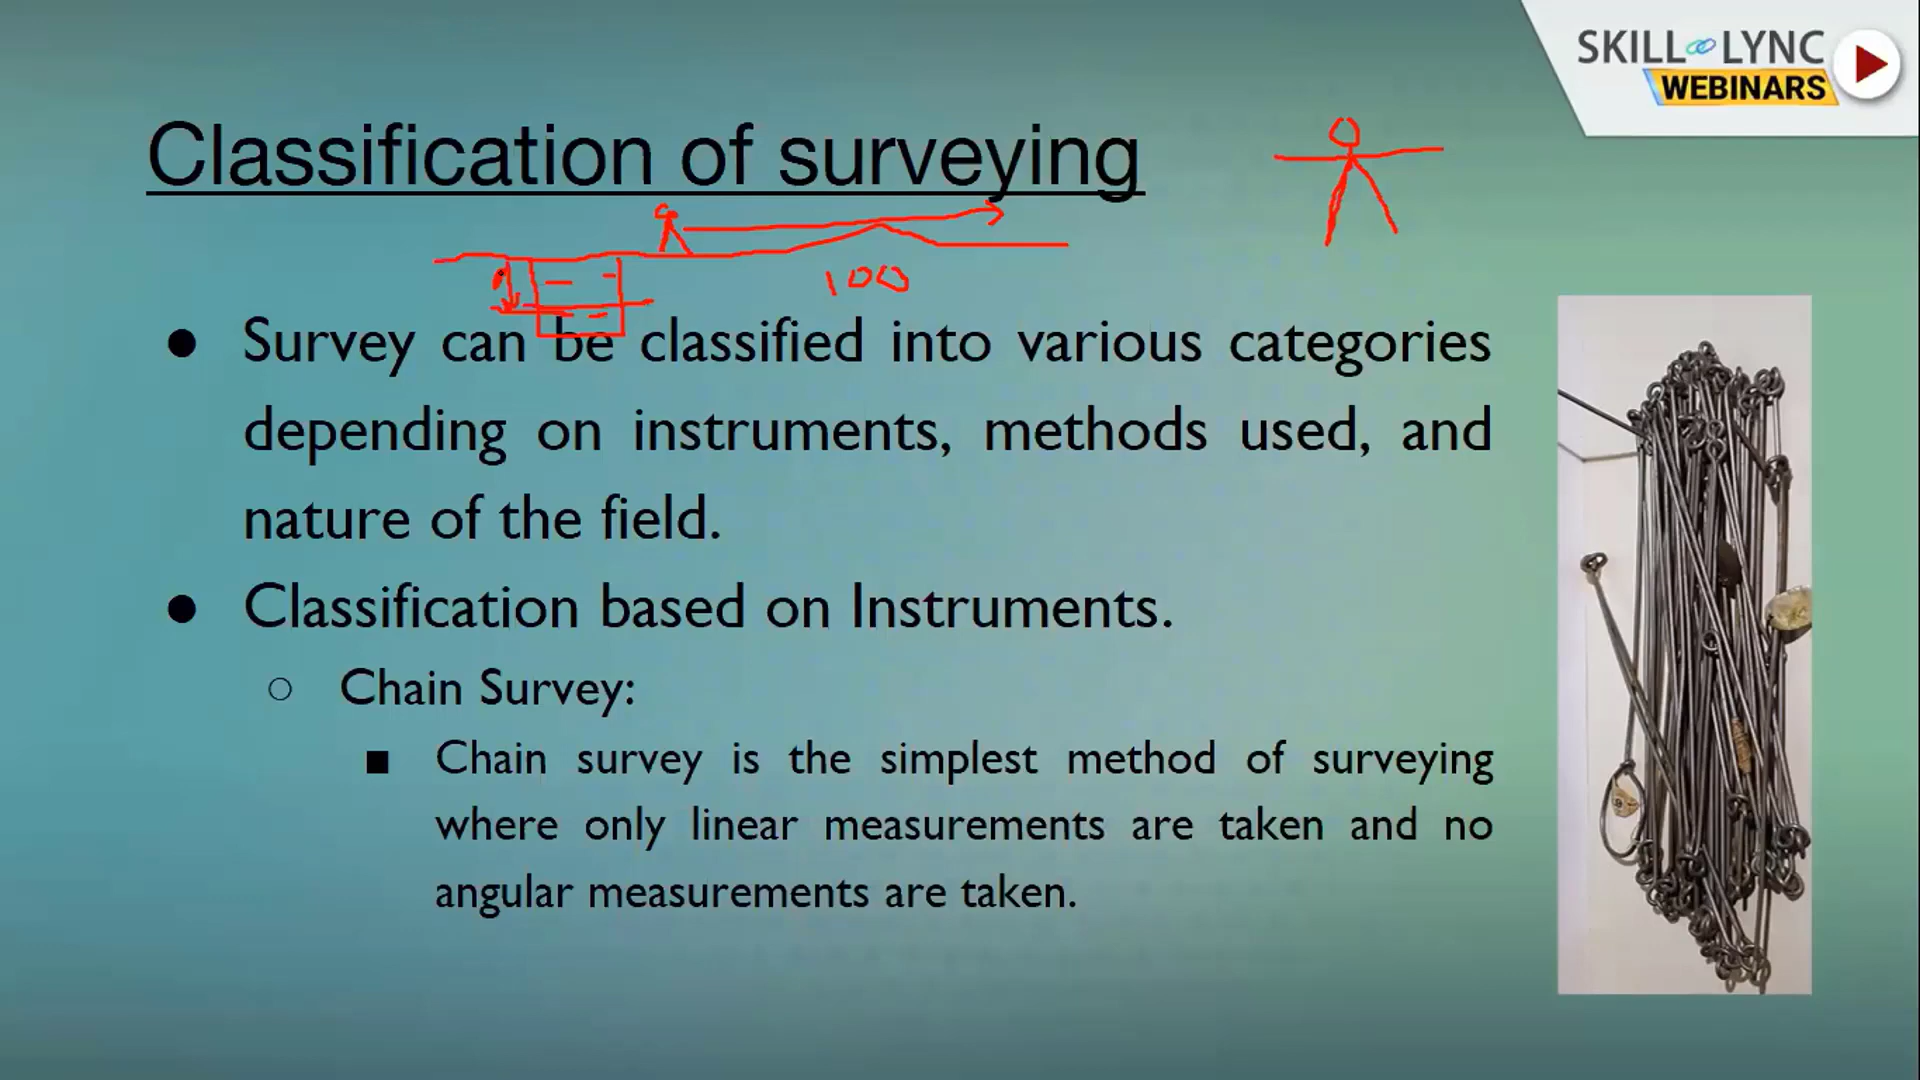 SKILL LYNC
WEBINARS
Classification of surveying
100
● Survey can be classified into various categories
depending on instruments, methods used, and
nature of the field.
● Classification based on Instruments.
○ Chain Survey:
■ Chain survey is the simplest method of surveying
where only linear measurements are taken and no
angular measurements are taken.